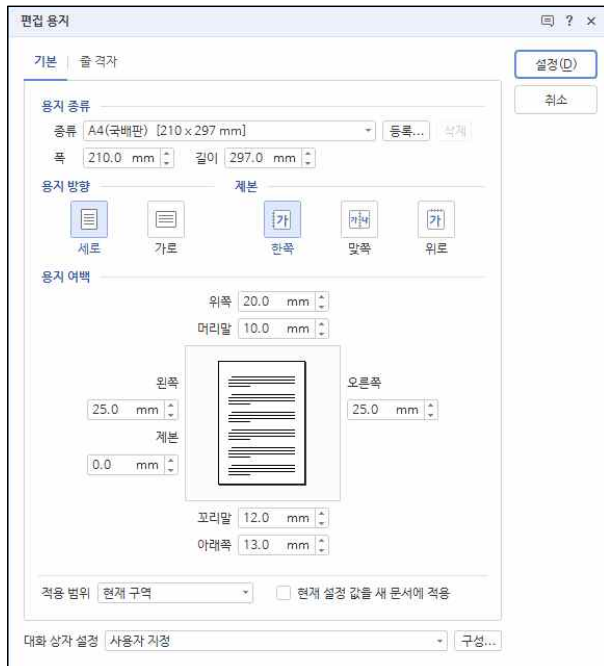 편집 용지
? ×
기본 | 줄 격자
설정(D)
취소
용지 종류
종류 A4(국배판) [210 x 297 mm] 등록... 삭제
폭 210.0 mm 길이 297.0 mm
용지 방향 제본
가 가 내 가
세로 가로 한쪽 맞쪽 위로
용지 여백
위쪽 20.0 mm
머리말 10.0 mm
왼쪽 오른쪽
25.0 mm 25.0 mm
제본
0.0 mm
꼬리말 12.0 mm
아래쪽 13.0 mm
적용 범위 현재 구역 현재 설정 값을 새 문서에 적용
대화 상자 설정 사용자 지정 구성...